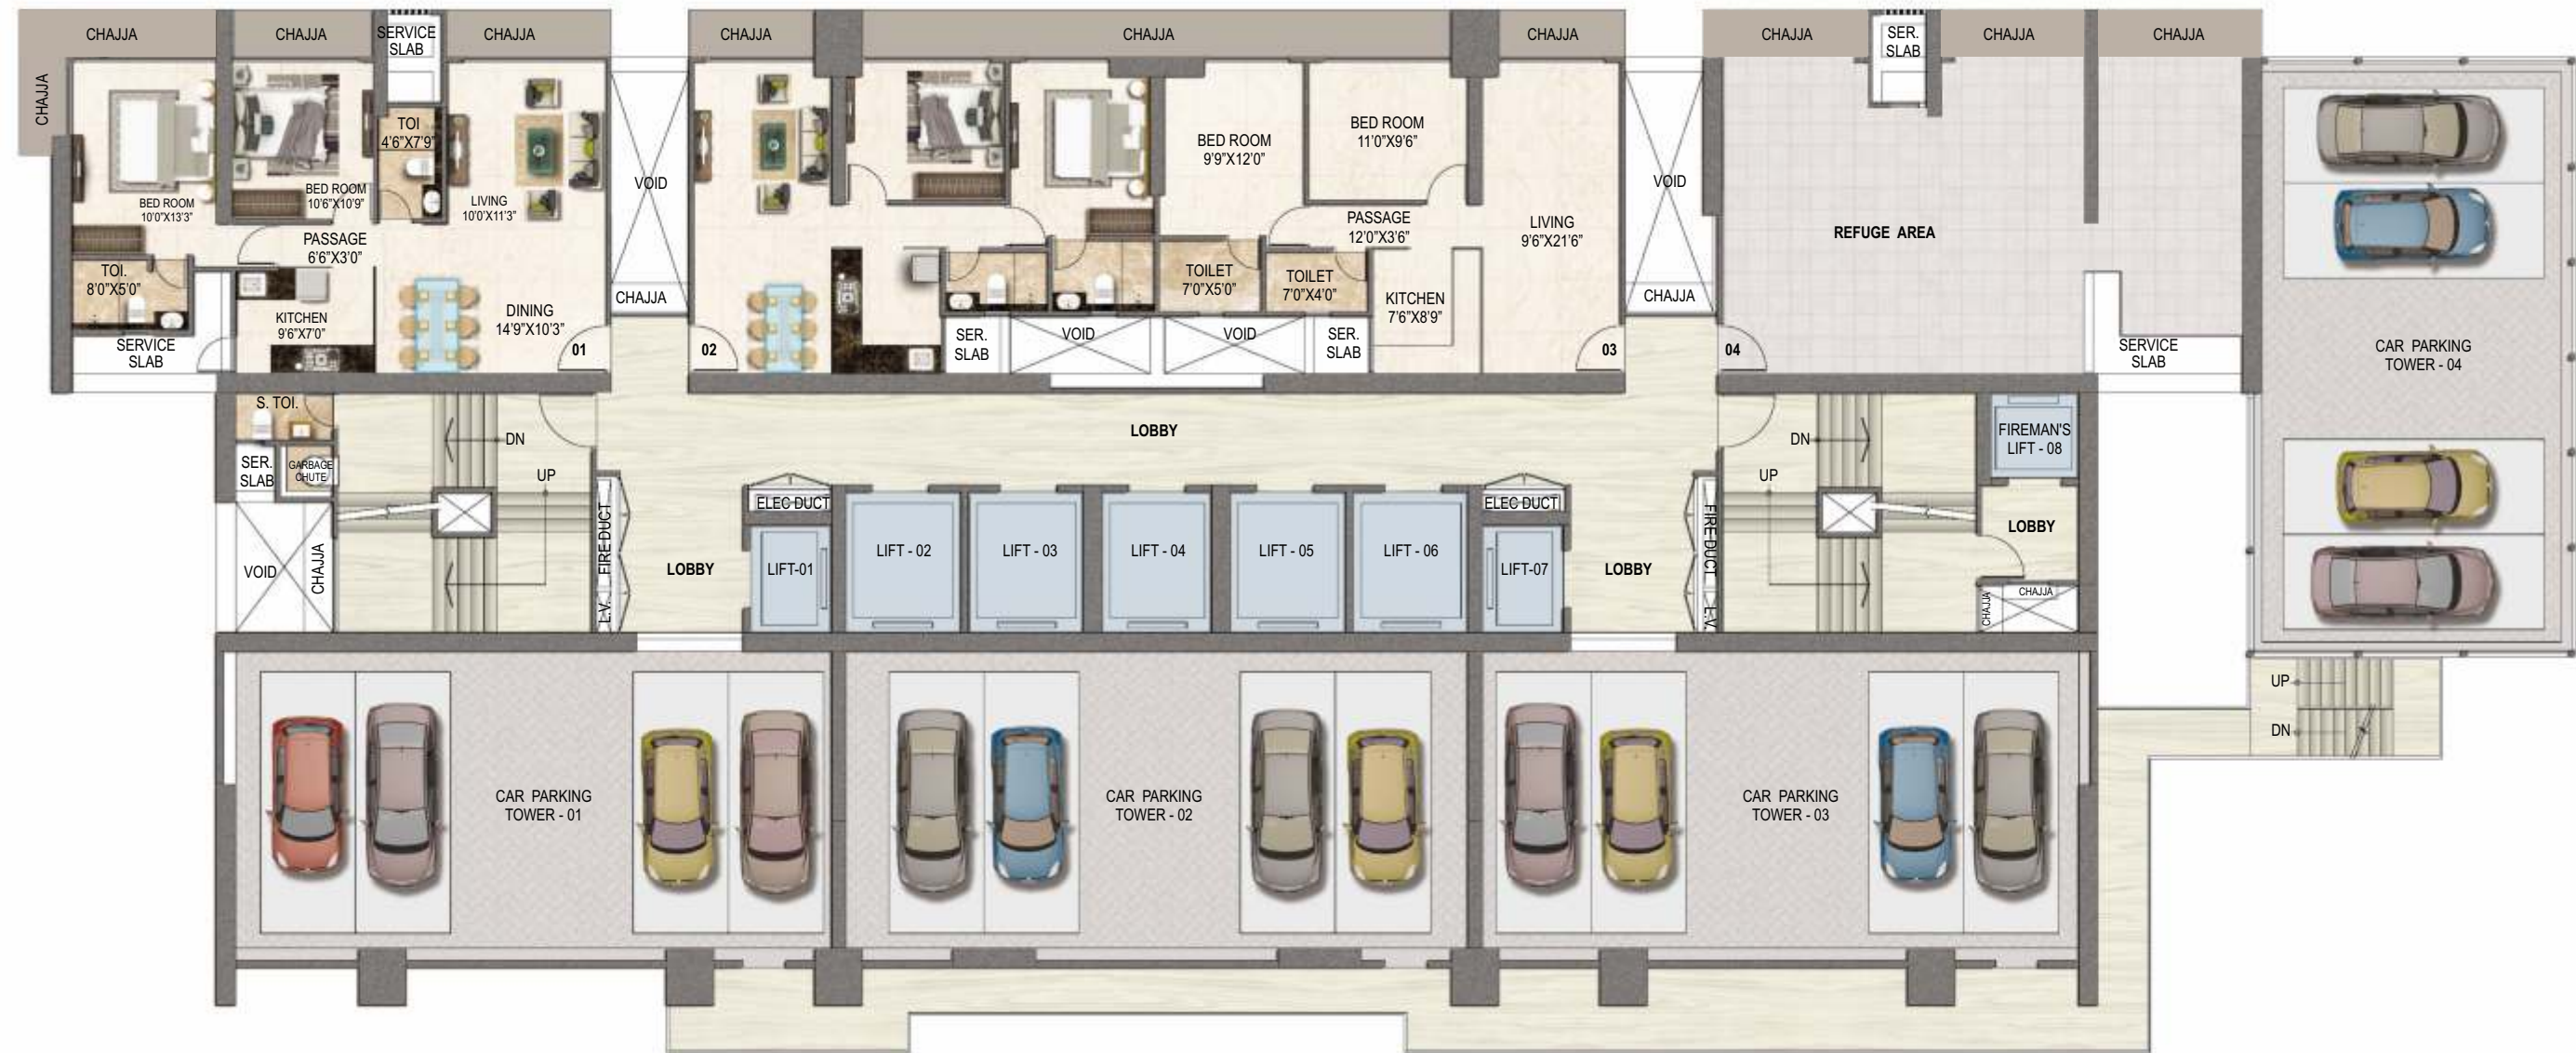 CHAJJA
CHAJJA
SERVICE
SLAB
CHAJJA
CHAJJA
CHAJJA
CHAJJA
CHAJJA
SER.
SLAB
CHAJJA
CHAJJA
CHAJJA
BED ROOM
10'0"X13'3"
BED ROOM
10'6"X10'9"
TOI
4'6"X7'9"
LIVING
10'0'X11'3"
VOID
CHAJJA
BED ROOM
9'9"X12'0"
BED ROOM
11'0"X9'6"
PASSAGE
12'0"X3'6"
LIVING
9'6"X21'6"
VOID
CHAJJA
REFUGE AREA
PASSAGE
6'6"X3'0"
TOI.
8'0"X5'0"
SERVICE
SLAB
KITCHEN
9'6"X7'0"
DINING
14'9"X10'3"
01
02
SER.
SLAB
VOID
TOILET
7'0"X5'0"
TOILET
7'0"X4'0"
VOID
SER.
SLAB
KITCHEN
7'6"X8'9"
03
04
SERVICE
SLAB
CAR PARKING
TOWER - 04
S. TOI.
SER.
SLAB
GARBAGE
CHUTE
VOID
CHAJJA
DN
UP
FIRE DUCT
L.V.
LOBBY
LOBBY
ELEC DUCT
LIFT-01
LIFT - 02
LIFT - 03
LIFT - 04
LIFT - 05
LIFT - 06
ELEC DUCT
LIFT-07
LOBBY
FIRE DUCT
L.V.
DN
UP
FIREMAN'S
LIFT - 08
LOBBY
CHAJJA
CHAJJA
UP
DN
CAR PARKING
TOWER - 01
CAR PARKING
TOWER - 02
CAR PARKING
TOWER - 03